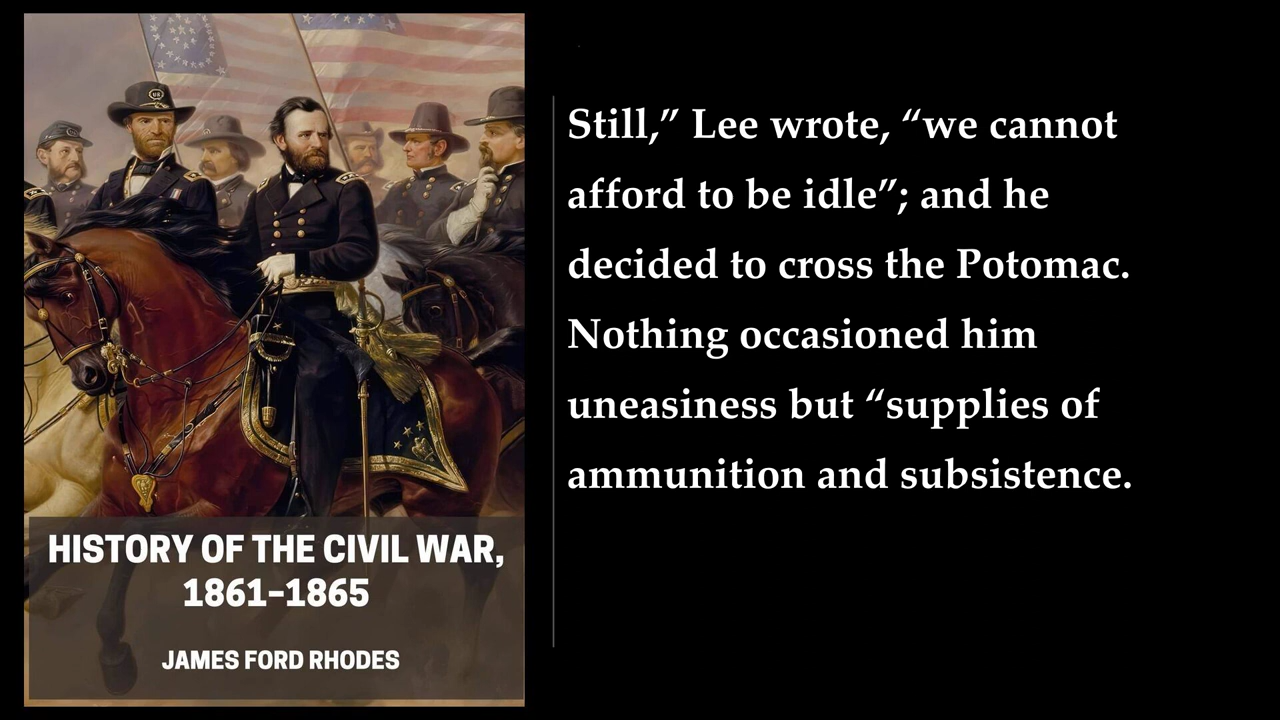 HISTORY OF THE CIVIL WAR,
1861–1865
JAMES FORD RHODES
Still,” Lee wrote, “we cannot
afford to be idle”; and he
decided to cross the Potomac.
Nothing occasioned him
uneasiness but “supplies of
ammunition and subsistence.